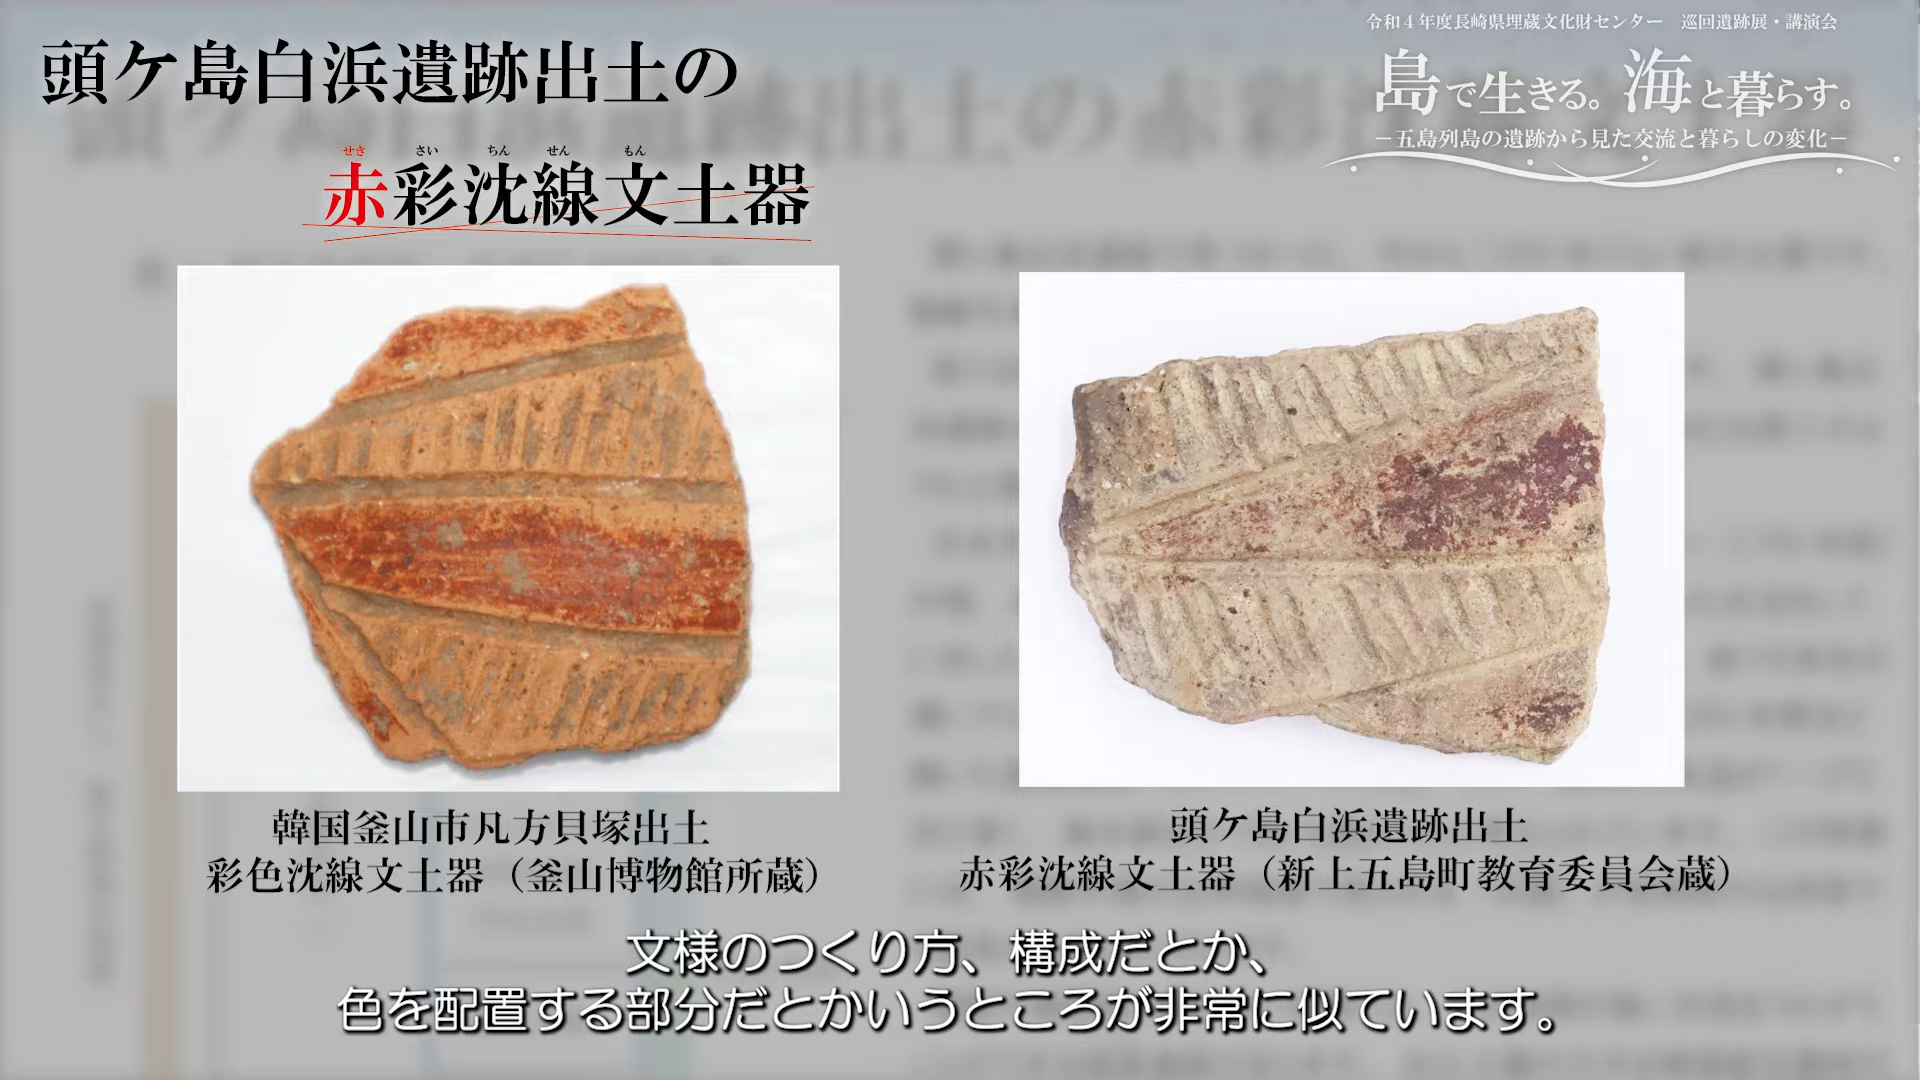 令和４年度長崎県埋蔵文化財センター　巡回遺跡展・講演会
島で生きる。海と暮らす。
－五島列島の遺跡から見た交流と暮らしの変化－
頭ケ島白浜遺跡出土の
せき さい ちん せん もん
赤彩沈線文土器
韓国釜山市凡方貝塚出土
彩色沈線文土器（釜山博物館所蔵）
頭ケ島白浜遺跡出土
赤彩沈線文土器（新上五島町教育委員会蔵）
文様のつくり方、構成だとか、
色を配置する部分だとかいうところが非常に似ています。